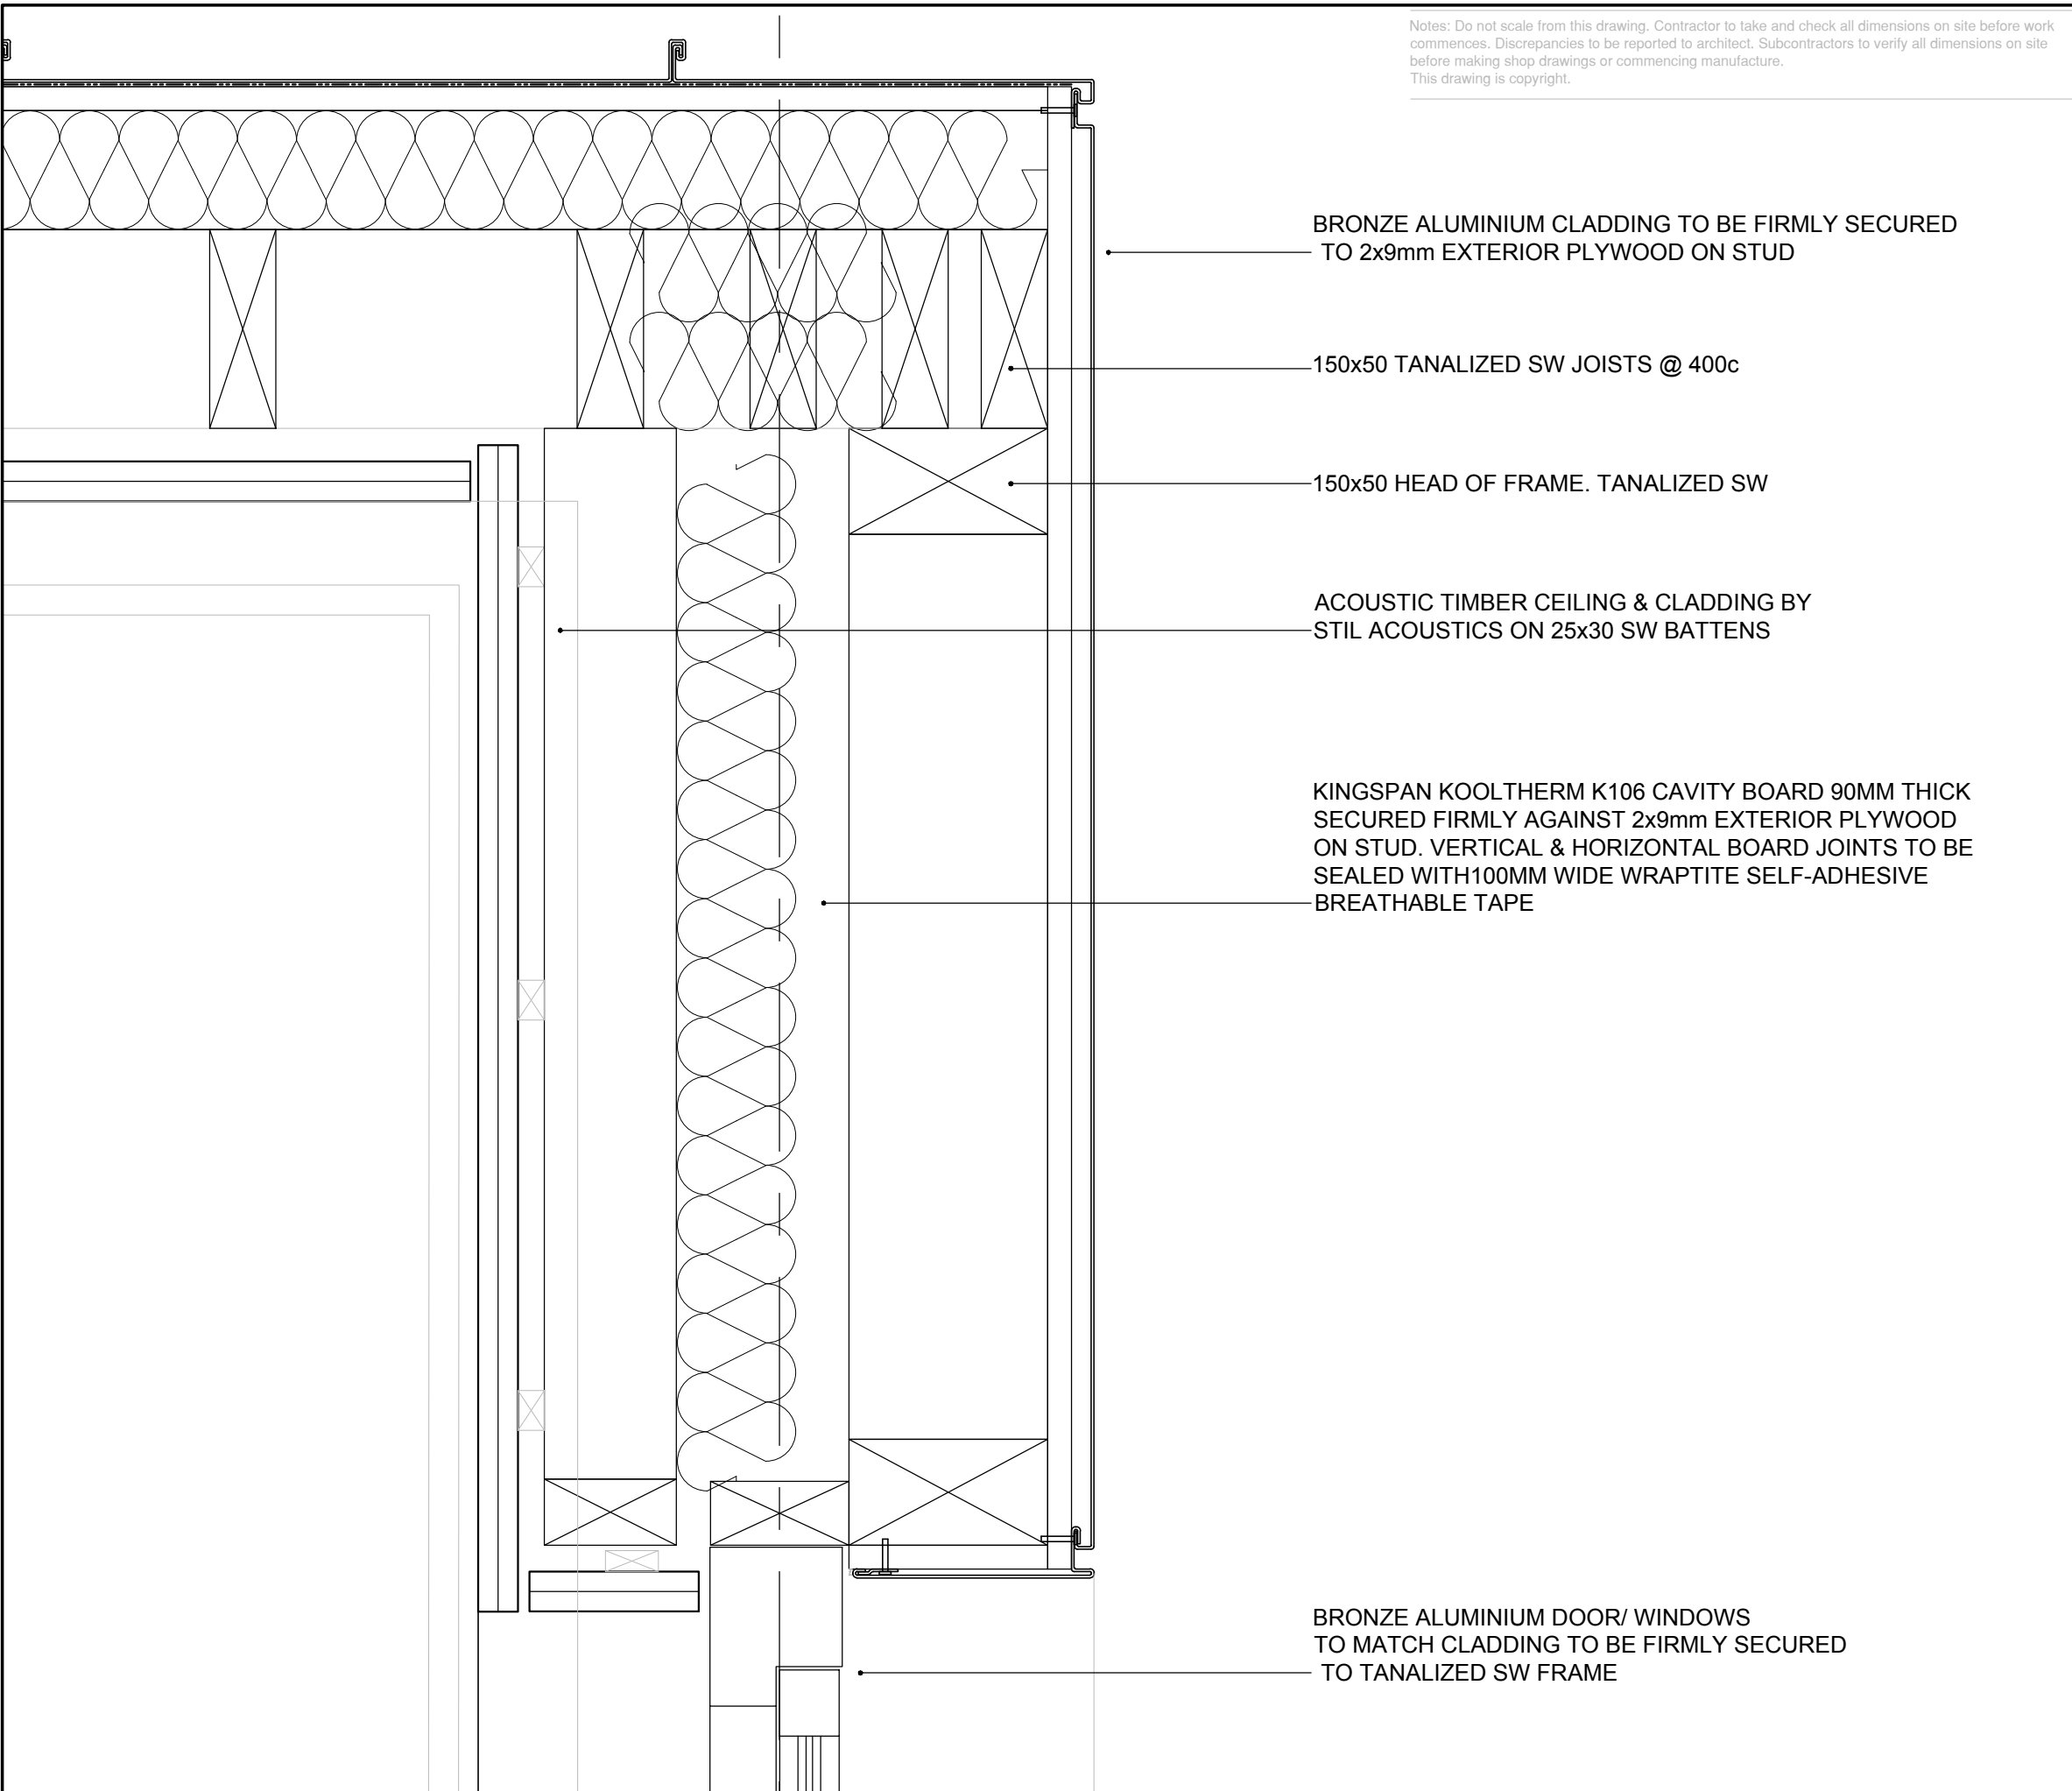 Notes: Do not scale from this drawing. Contractor to take and check all dimensions on site before work
commences. Discrepancies to be reported to architect. Subcontractors to verify all dimensions on site
before making shop drawings or commencing manufacture.
This drawing is copyright.
BRONZE ALUMINIUM CLADDING TO BE FIRMLY SECURED
TO 2x9mm EXTERIOR PLYWOOD ON STUD
150x50 TANALIZED SW JOISTS @ 400c
150x50 HEAD OF FRAME. TANALIZED SW
ACOUSTIC TIMBER CEILING & CLADDING BY
STIL ACOUSTICS ON 25x30 SW BATTENS
KINGSPAN KOOLTHERM K106 CAVITY BOARD 90MM THICK
SECURED FIRMLY AGAINST 2x9mm EXTERIOR PLYWOOD
ON STUD. VERTICAL & HORIZONTAL BOARD JOINTS TO BE
SEALED WITH100MM WIDE WRAPTITE SELF-ADHESIVE
BREATHABLE TAPE
BRONZE ALUMINIUM DOOR/ WINDOWS
TO MATCH CLADDING TO BE FIRMLY SECURED
TO TANALIZED SW FRAME